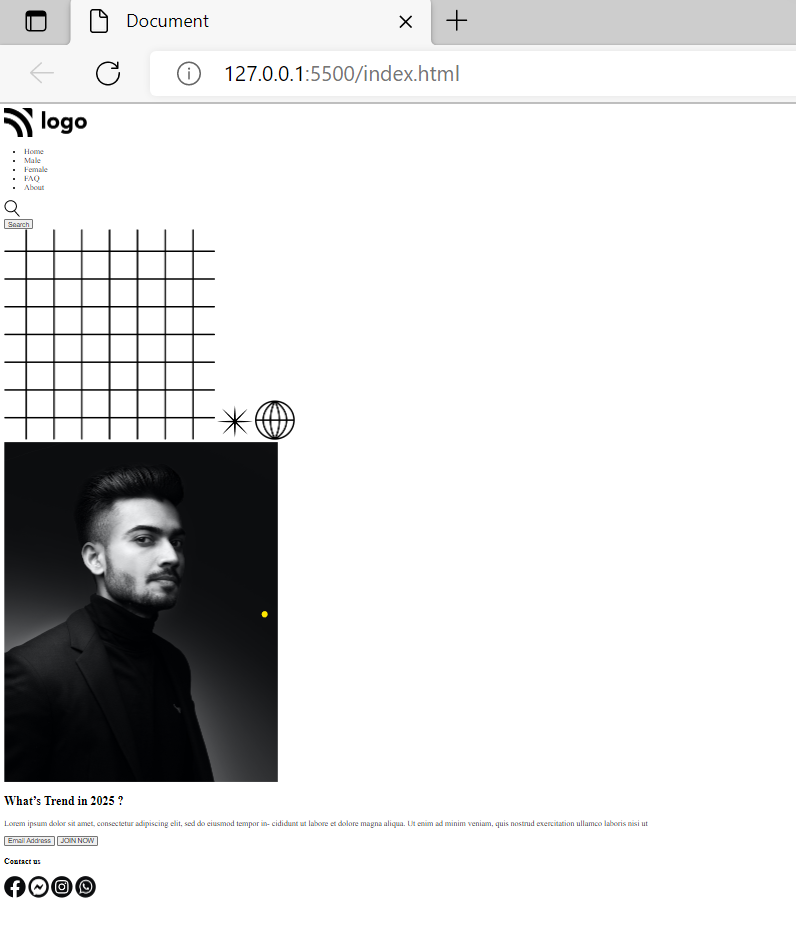 Document
127.0.0.1:5500/index.html
logo
Home
Male
Female
FAQ
About
Search
What’s Trend in 2025 ?
Lorem ipsum dolor sit amet, consectetur adipiscing elit, sed do eiusmod tempor in- cididunt ut labore et dolore magna aliqua. Ut enim ad minim veniam, quis nostrud exercitation ullamco laboris nisi ut
Email Address JOIN NOW
Contact us